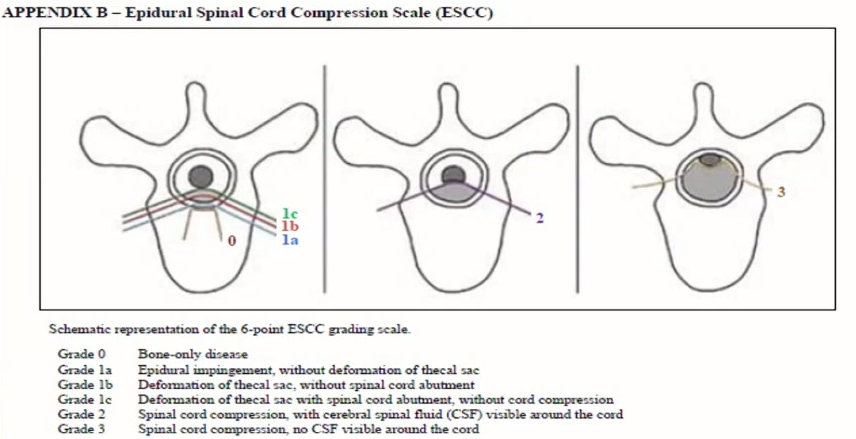 APPENDIX B – Epidural Spinal Cord Compression Scale (ESCC)
1c
1b
0 1a
2
3
Schematic representation of the 6-point ESCC grading scale.
Grade 0 Bone-only disease
Grade 1a Epidural impingement, without deformation of thecal sac
Grade 1b Deformation of thecal sac, without spinal cord abutment
Grade 1c Deformation of thecal sac with spinal cord abutment, without cord compression
Grade 2 Spinal cord compression, with cerebral spinal fluid (CSF) visible around the cord
Grade 3 Spinal cord compression, no CSF visible around the cord